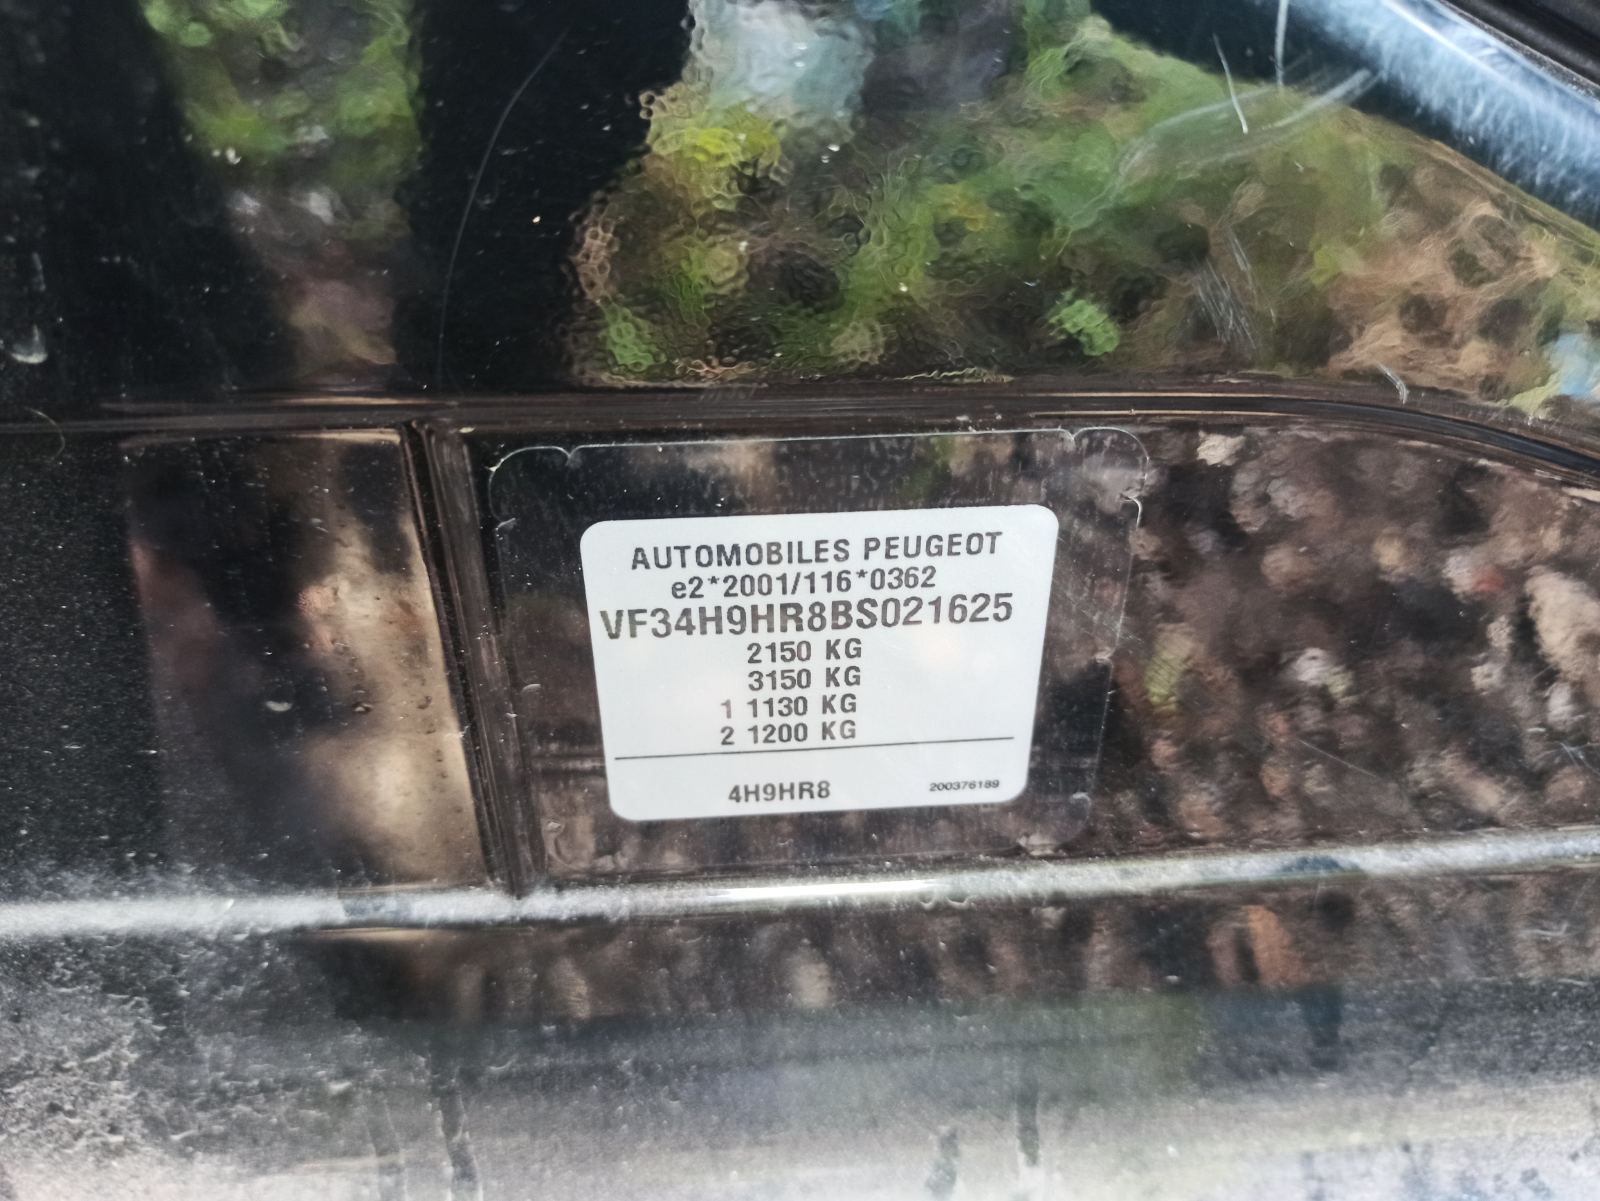 AUTOMOBILES PEUGEOT
e2*2001/116*0362
VF34H9HR8BS021625
2150 KG
3150 KG
1 1130 KG
2 1200 KG
4H9HR8 200376189